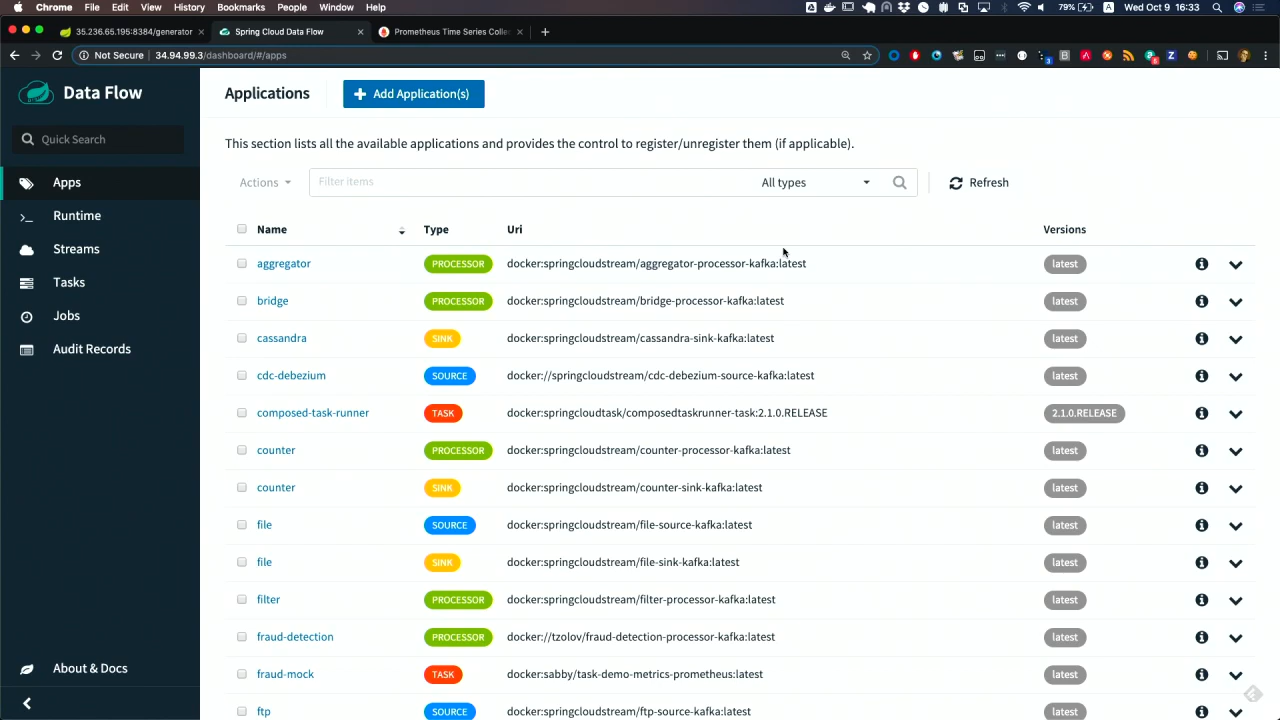 Chrome File Edit View History Bookmarks People Window Help
79% Wed Oct 9 16:33
35.236.65.195:8384/generator
Spring Cloud Data Flow
Prometheus Time Series Colle
Not Secure 34.94.99.3/dashboard/#/apps
Data Flow
Quick Search
Apps
Runtime
Streams
Tasks
Jobs
Audit Records
About & Docs
Applications
Add Application(s)
This section lists all the available applications and provides the control to register/unregister them (if applicable).
Actions Filter items All types Refresh
Name Type Uri Versions
aggregator PROCESSOR docker:springcloudstream/aggregator-processor-kafka:latest latest
bridge PROCESSOR docker:springcloudstream/bridge-processor-kafka:latest latest
cassandra SINK docker:springcloudstream/cassandra-sink-kafka:latest latest
cdc-debezium SOURCE docker://springcloudstream/cdc-debezium-source-kafka:latest latest
composed-task-runner TASK docker:springcloudtask/composedtaskrunner-task:2.1.0.RELEASE 2.1.0.RELEASE
counter PROCESSOR docker:springcloudstream/counter-processor-kafka:latest latest
counter SINK docker:springcloudstream/counter-sink-kafka:latest latest
file SOURCE docker:springcloudstream/file-source-kafka:latest latest
file SINK docker:springcloudstream/file-sink-kafka:latest latest
filter PROCESSOR docker:springcloudstream/filter-processor-kafka:latest latest
fraud-detection PROCESSOR docker://tzolov/fraud-detection-processor-kafka:latest latest
fraud-mock TASK docker:sabby/task-demo-metrics-prometheus:latest latest
ftp SOURCE docker:springcloudstream/ftp-source-kafka:latest latest